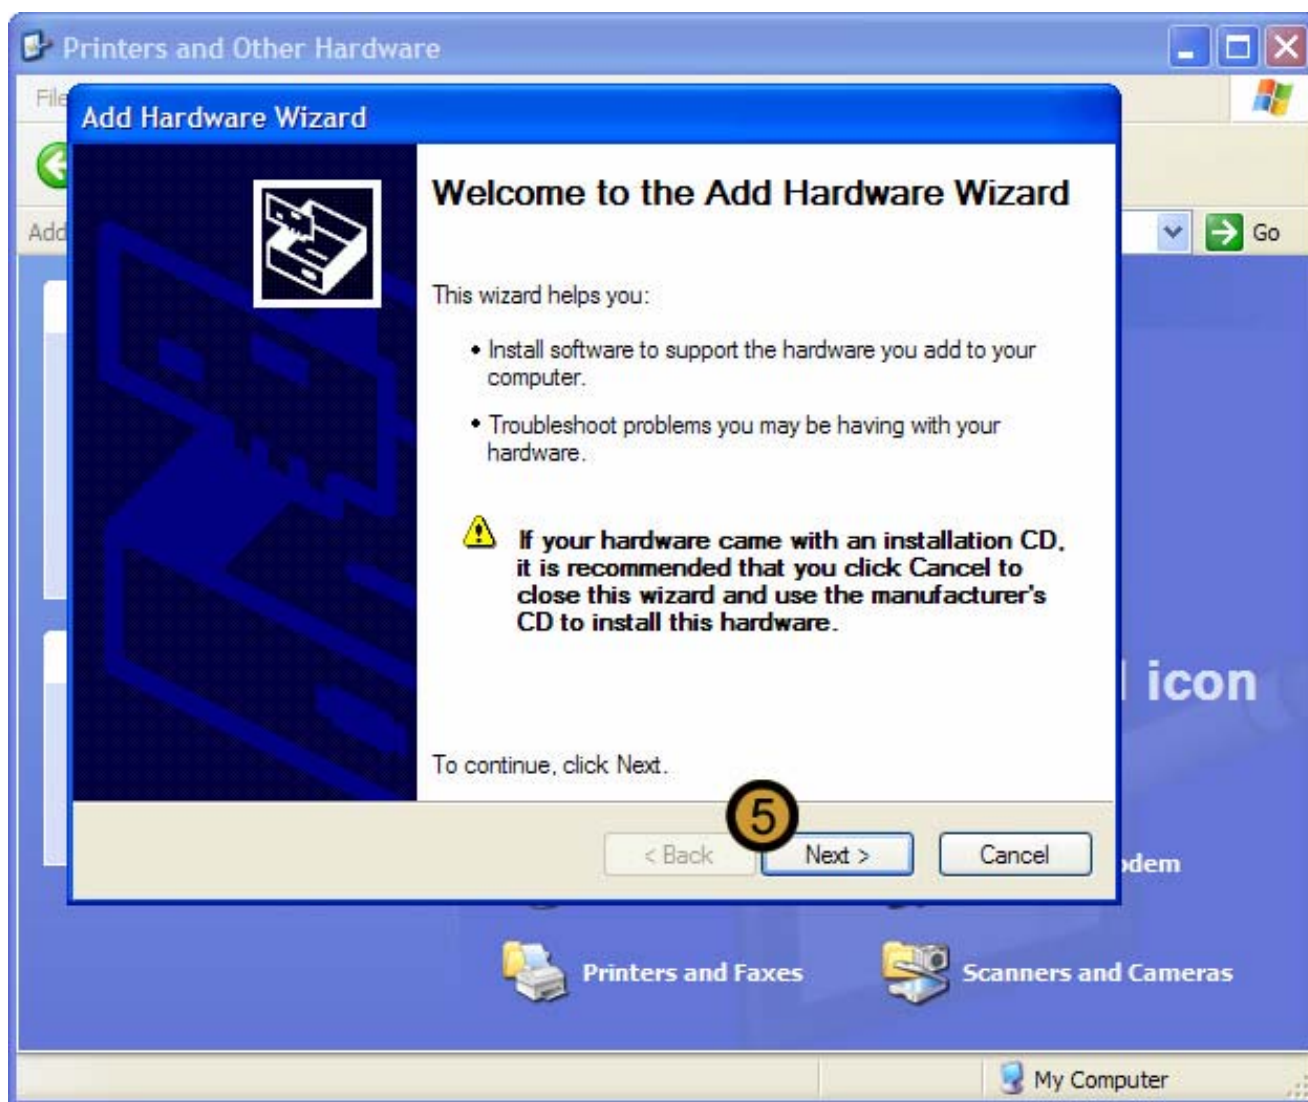 Printers and Other Hardware
File
Add Hardware Wizard
Welcome to the Add Hardware Wizard
Add
Go
This wizard helps you:
• Install software to support the hardware you add to your
computer.
• Troubleshoot problems you may be having with your
hardware.
If your hardware came with an installation CD,
it is recommended that you click Cancel to
close this wizard and use the manufacturer's
CD to install this hardware.
icon
To continue, click Next.
5
< Back
Next >
Cancel
odem
Printers and Faxes
Scanners and Cameras
My Computer